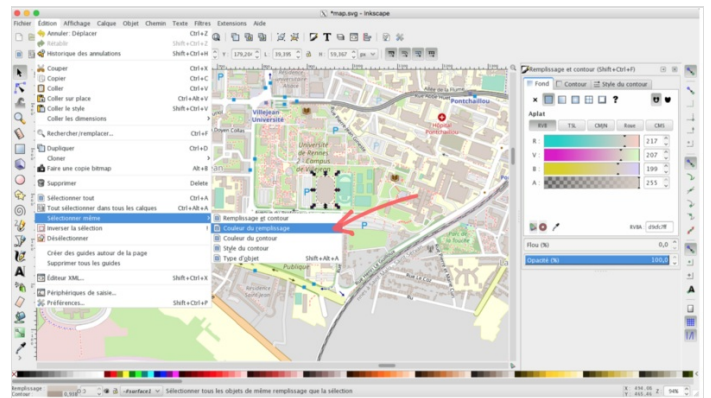 *map.svg - Inkscape
Fichier Édition Affichage Calque Objet Chemin Texte Filtres Extensions Aide
Annuler: Déplacer Ctrl+Z
Rétablir Shift+Ctrl+Z
Historique des annulations Shift+Ctrl+H
Couper Ctrl+X
Copier Ctrl+C
Coller Ctrl+V
Coller sur place Ctrl+Alt+V
Coller le style Shift+Ctrl+V
Coller les dimensions
Rechercher/remplacer... Ctrl+F
Dupliquer Ctrl+D
Cloner
Faire une copie bitmap Alt+B
Supprimer Delete
Sélectionner tout Ctrl+A
Tout sélectionner dans tous les calques Ctrl+Alt+A
Sélectionner même
Inverser la sélection !
Désélectionner
Créer des guides autour de la page
Supprimer tous les guides
Éditeur XML... Shift+Ctrl+X
Périphériques de saisie...
Préférences... Shift+Ctrl+P
Remplissage et contour
Couleur du remplissage
Couleur du contour
Style du contour
Type d'objet Shift+Alt+A
px
Résidence
universitaire
Villejean
Université
Pontchaillou
Hôpital
Pontchaillou
Université
de Rennes
2 - Campus
Villejean
Remplissage et contour (Shift+Ctrl+F)
Fond Contour Style du contour
Aplat
RVB TSL CMJN Roue CMS
R 217
V 207
B 199
A 255
RVBA
Flou (%) 0,0
Opacité (%) 100,0
Remplissage
Contour
Sélectionner tous les objets de même remplissage que la sélection
Z 94%